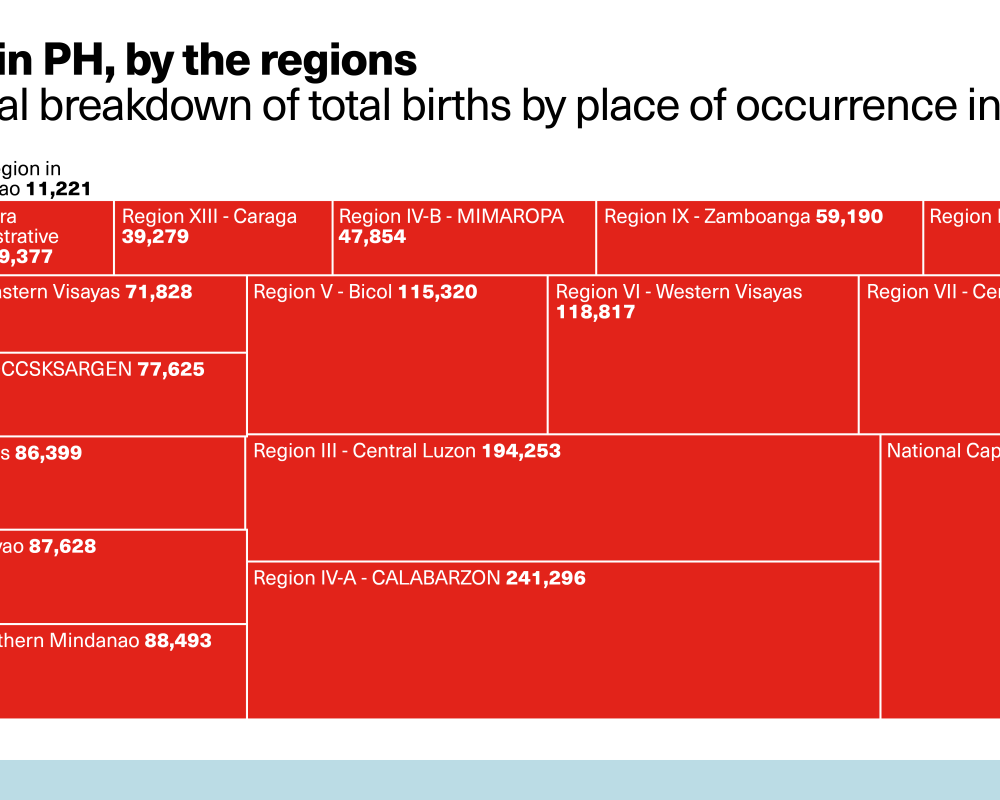 in PH, by the regions
al breakdown of total births by place of occurrence in
gion in
ao 11,221
ra
strative
9,377
Region XIII - Caraga
39,279
Region IV-B - MIMAROPA
47,854
Region IX - Zamboanga 59,190
Region
stern Visayas 71,828
Region V - Bicol 115,320
Region VI - Western Visayas
118,817
Region VII - Cen
CCSKSARGEN 77,625
s 86,399
Region III - Central Luzon 194,253
National Cap
vao 87,628
Region IV-A - CALABARZON 241,296
thern Mindanao 88,493